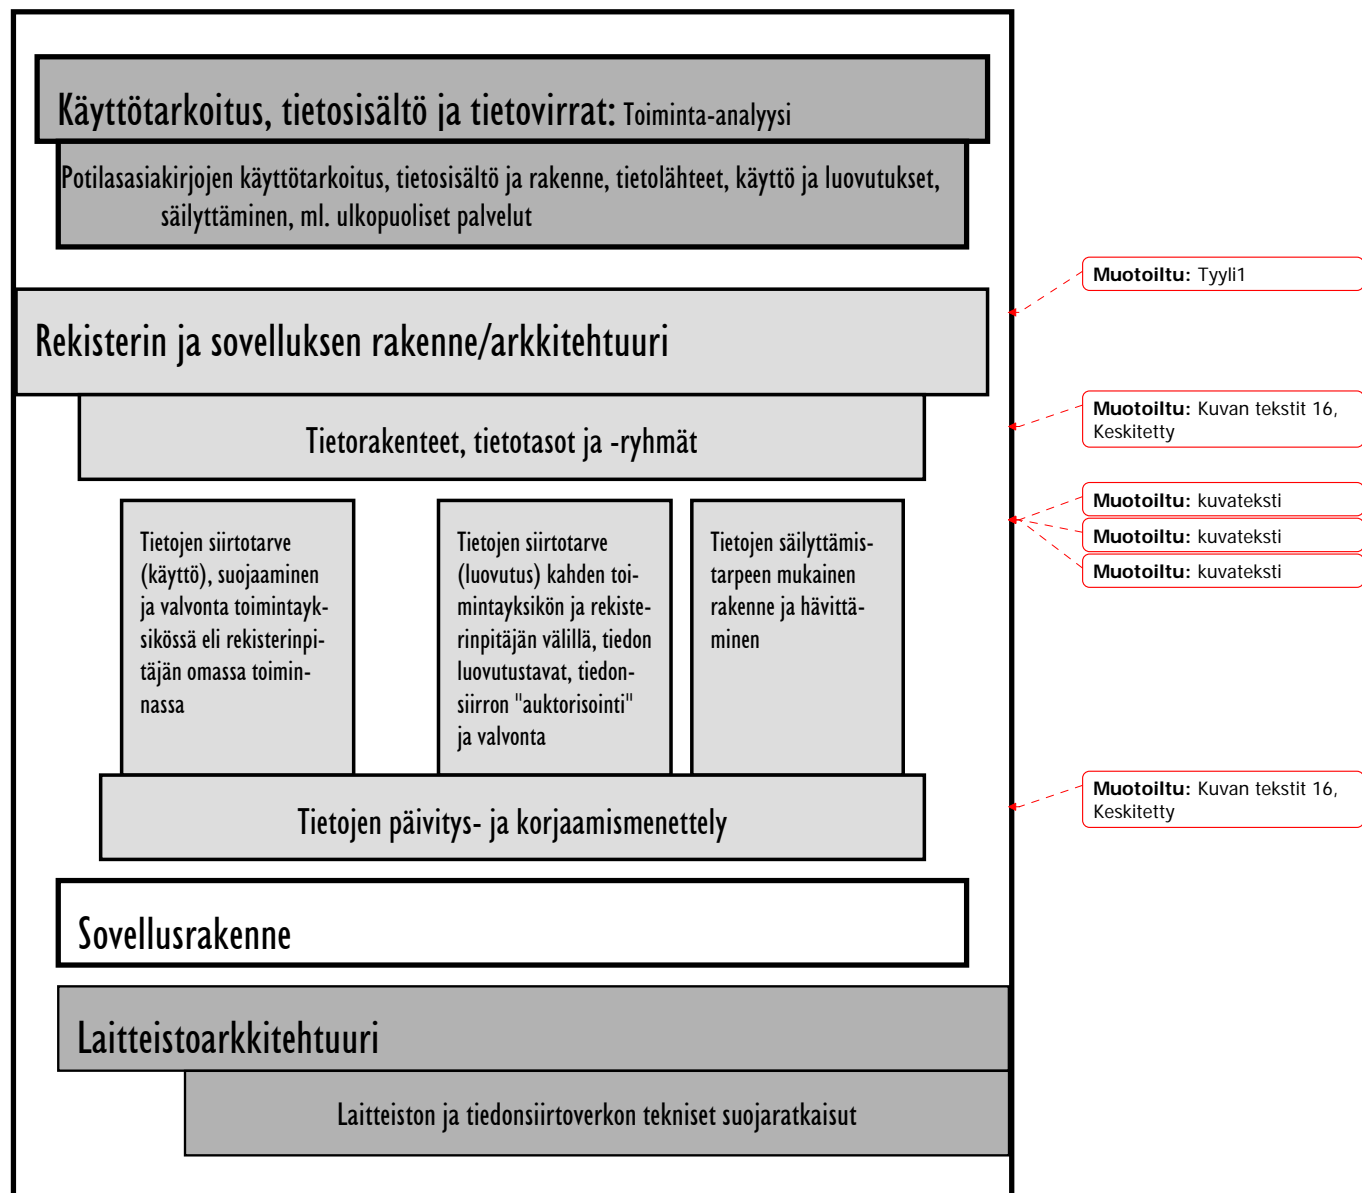 Käyttötarkoitus, tietosisältö ja tietovirrat: Toiminta-analyysi
Potilasasiakirjojen käyttötarkoitus, tietosisältö ja rakenne, tietolähteet, käyttö ja luovutukset,
säilyttäminen, ml. ulkopuoliset palvelut
Muotoiltu: Tyyli1
Rekisterin ja sovelluksen rakenne/arkkitehtuuri
Muotoiltu: Kuvan tekstit 16,
Keskitetty
Tietorakenteet, tietotasot ja -ryhmät
Muotoiltu: kuvateksti
Muotoiltu: kuvateksti
Muotoiltu: kuvateksti
Tietojen siirtotarve
(käyttö), suojaaminen
ja valvonta toimintayk-
sikössä eli rekisterinpi-
täjän omassa toimin-
nassa
Tietojen siirtotarve
(luovutus) kahden toi-
mintayksikön ja rekiste-
rinpitäjän välillä, tiedon
luovutustavat, tiedon-
siirron "auktorisointi"
ja valvonta
Tietojen säilyttämis-
tarpeen mukainen
rakenne ja hävittä-
minen
Muotoiltu: Kuvan tekstit 16,
Keskitetty
Tietojen päivitys- ja korjaamismenettely
Sovellusrakenne
Laitteistoarkkitehtuuri
Laitteiston ja tiedonsiirtoverkon tekniset suojaratkaisut